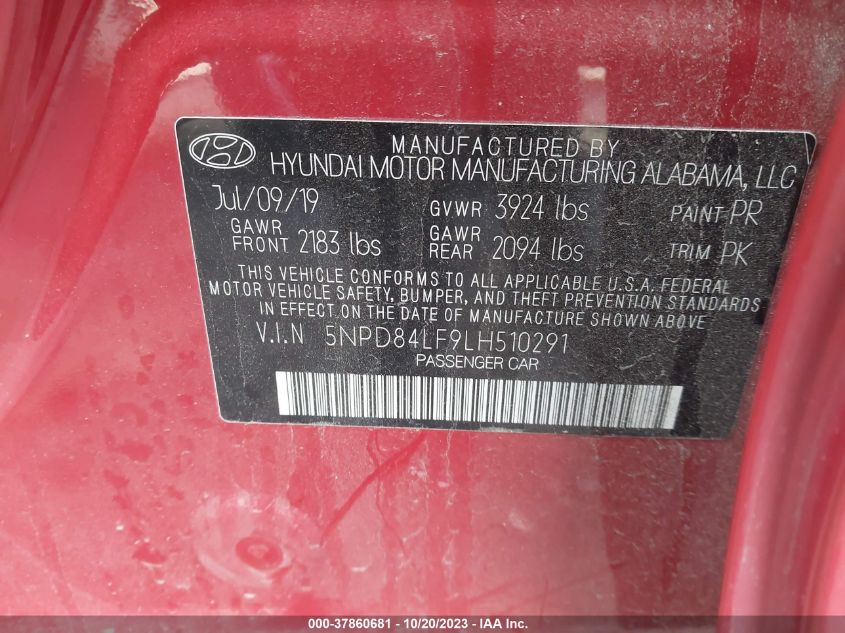 MANUFACTURED BY
HYUNDAI MOTOR MANUFACTURING ALABAMA, LLC
Jul/09/19 GVWR 3924 lbs PAINT PR
GAWR FRONT 2183 lbs GAWR REAR 2094 lbs TRIM PK
THIS VEHICLE CONFORMS TO ALL APPLICABLE U.S.A. FEDERAL
MOTOR VEHICLE SAFETY, BUMPER, AND THEFT PREVENTION STANDARDS
IN EFFECT ON THE DATE OF MANUFACTURE SHOWN ABOVE
V.I.N 5NPD84LF9LH510291
PASSENGER CAR
000-37860681 - 10/20/2023 - IAA Inc.